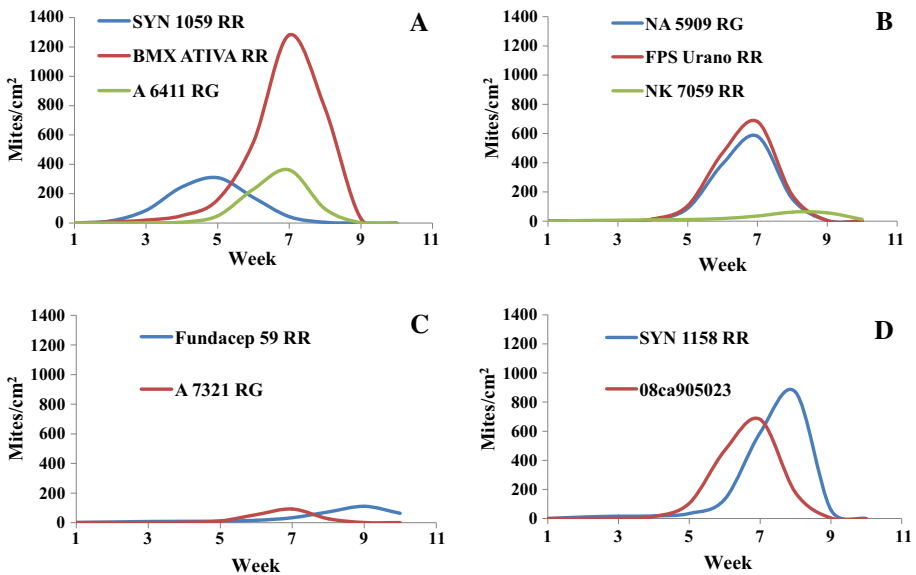 A
SYN 1059 RR
BMX ATIVA RR
A 6411 RG
Mites/cm²
1400
1200
1000
800
600
400
200
0
1 3 5 7 9 11
Week
B
NA 5909 RG
FPS Urano RR
NK 7059 RR
Mites/cm²
1400
1200
1000
800
600
400
200
0
1 3 5 7 9 11
Week
C
Fundacep 59 RR
A 7321 RG
Mites/cm²
1400
1200
1000
800
600
400
200
0
1 3 5 7 9 11
Week
D
SYN 1158 RR
08ca905023
Mites/cm²
1400
1200
1000
800
600
400
200
0
1 3 5 7 9 11
Week